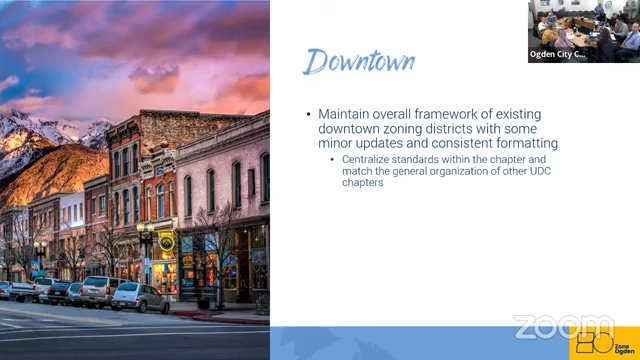 Ogden City C...
Downtown
• Maintain overall framework of existing
downtown zoning districts with some
minor updates and consistent formatting
• Centralize standards within the chapter and
match the general organization of other UDC
chapters
zoom
Zone
Ogden